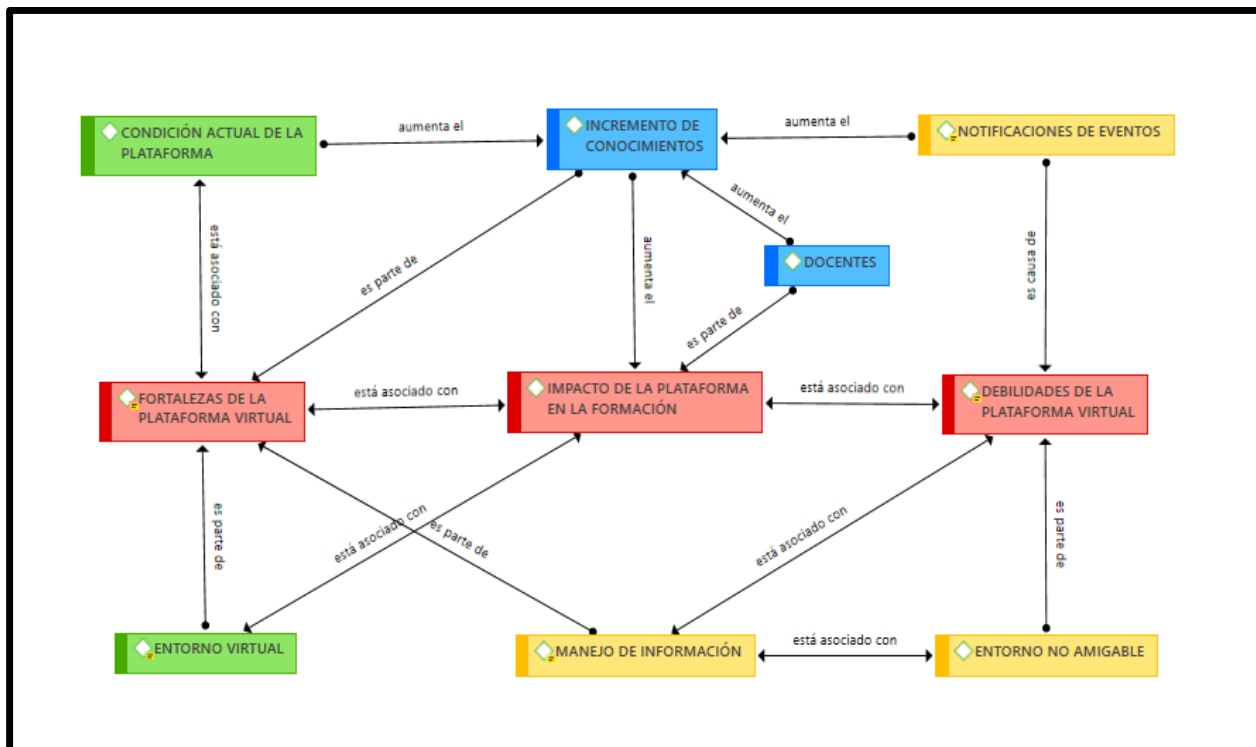 CONDICIÓN ACTUAL DE LA
PLATAFORMA
aumenta el
INCREMENTO DE
CONOCIMIENTOS
aumenta el
NOTIFICACIONES DE EVENTOS
está asociado con
es parte de
aumenta el
aumenta el
DOCENTES
es parte de
es causa de
FORTALEZAS DE LA
PLATAFORMA VIRTUAL
está asociado con
IMPACTO DE LA PLATAFORMA
EN LA FORMACIÓN
está asociado con
DEBILIDADES DE LA
PLATAFORMA VIRTUAL
es parte de
está asociado con
es parte de
está asociado con
es parte de
ENTORNO VIRTUAL
MANEJO DE INFORMACIÓN
está asociado con
ENTORNO NO AMIGABLE